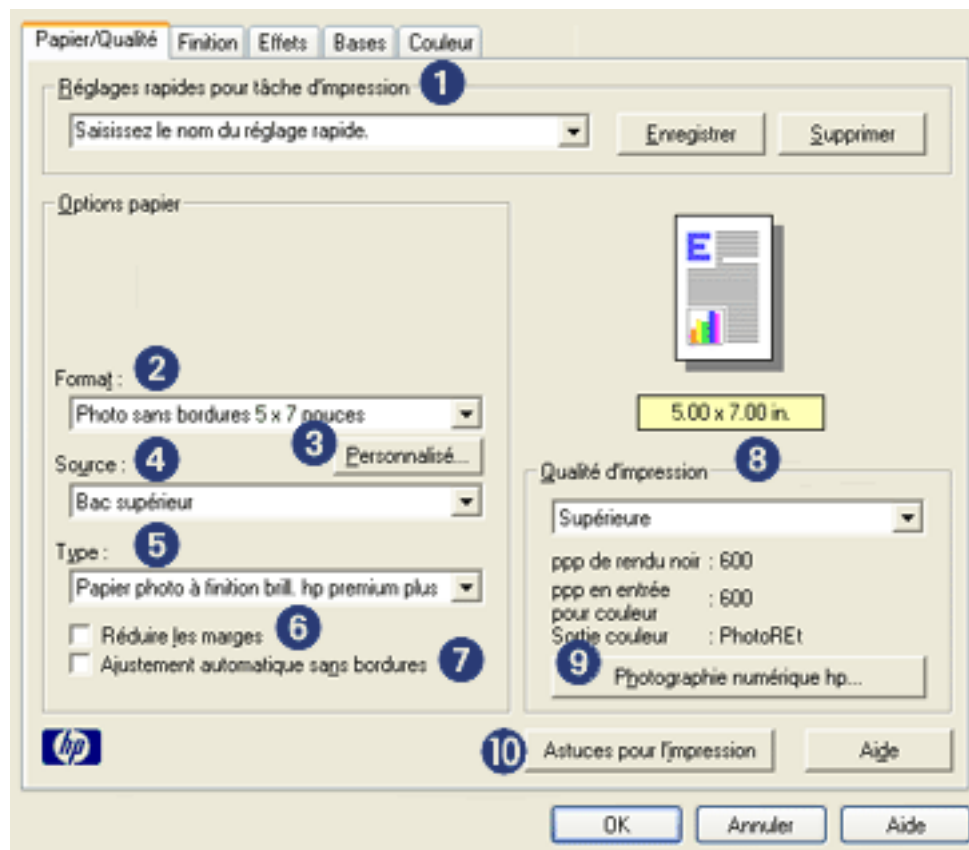 Papier/Qualité Finition Effets Bases Couleur
Réglages rapides pour tâche d'impression 1
Saisissez le nom du réglage rapide. Enregistrer Supprimer
Options papier
E
Format : 2
Photo sans bordures 5 x 7 pouces
5.00 x 7.00 in.
3 Personnalisé...
Source : 4
Bac supérieur
Qualité d'impression 8
Supérieure
Type : 5
Papier photo à finition brill. hp premium plus
ppp de rendu noir : 600
ppp en entrée
pour couleur : 600
Sortie couleur : PhotoREt
Réduire les marges 6
Ajustement automatique sans bordures 7
9 Photographie numérique hp...
hp
10 Astuces pour l'impression Aide
OK Annuler Aide